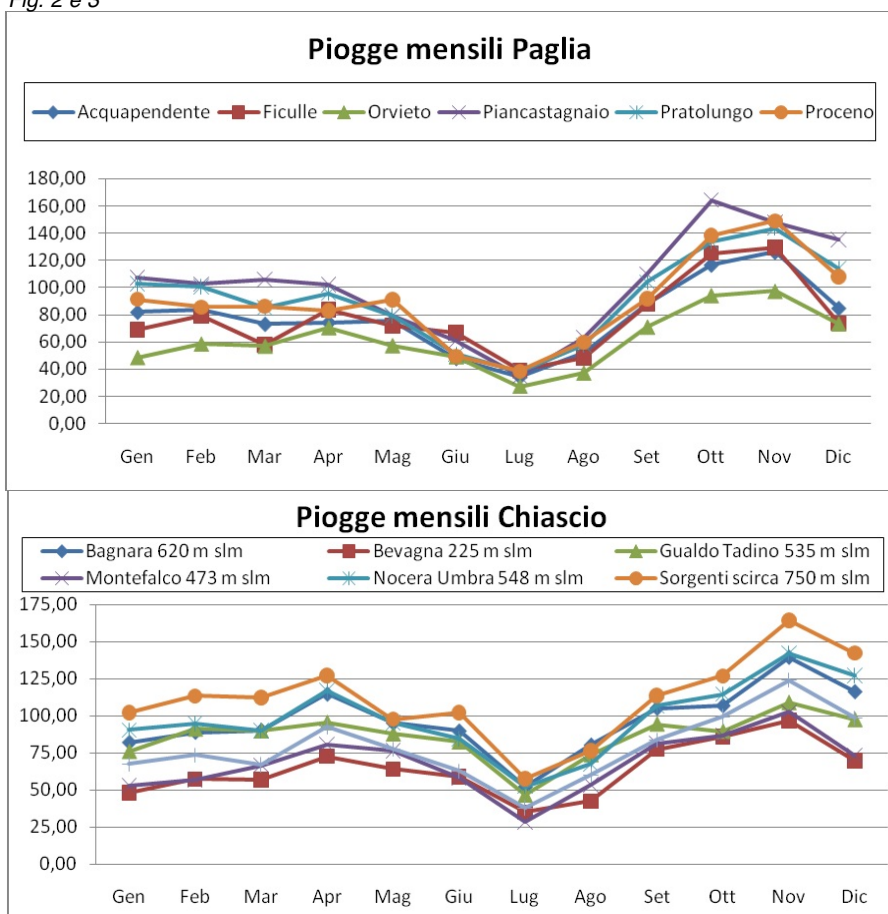 Fig. 2 e 3
Piogge mensili Paglia
Acquapendente Ficulle Orvieto Piancastagnaio Pratolungo Proceno
180,00
160,00
140,00
120,00
100,00
80,00
60,00
40,00
20,00
0,00
Gen Feb Mar Apr Mag Giu Lug Ago Set Ott Nov Dic
Piogge mensili Chiascio
Bagnara 620 m slm Bevagna 225 m slm Gualdo Tadino 535 m slm
Montefalco 473 m slm Nocera Umbra 548 m slm Sorgenti scirca 750 m slm
175,00
150,00
125,00
100,00
75,00
50,00
25,00
0,00
Gen Feb Mar Apr Mag Giu Lug Ago Set Ott Nov Dic